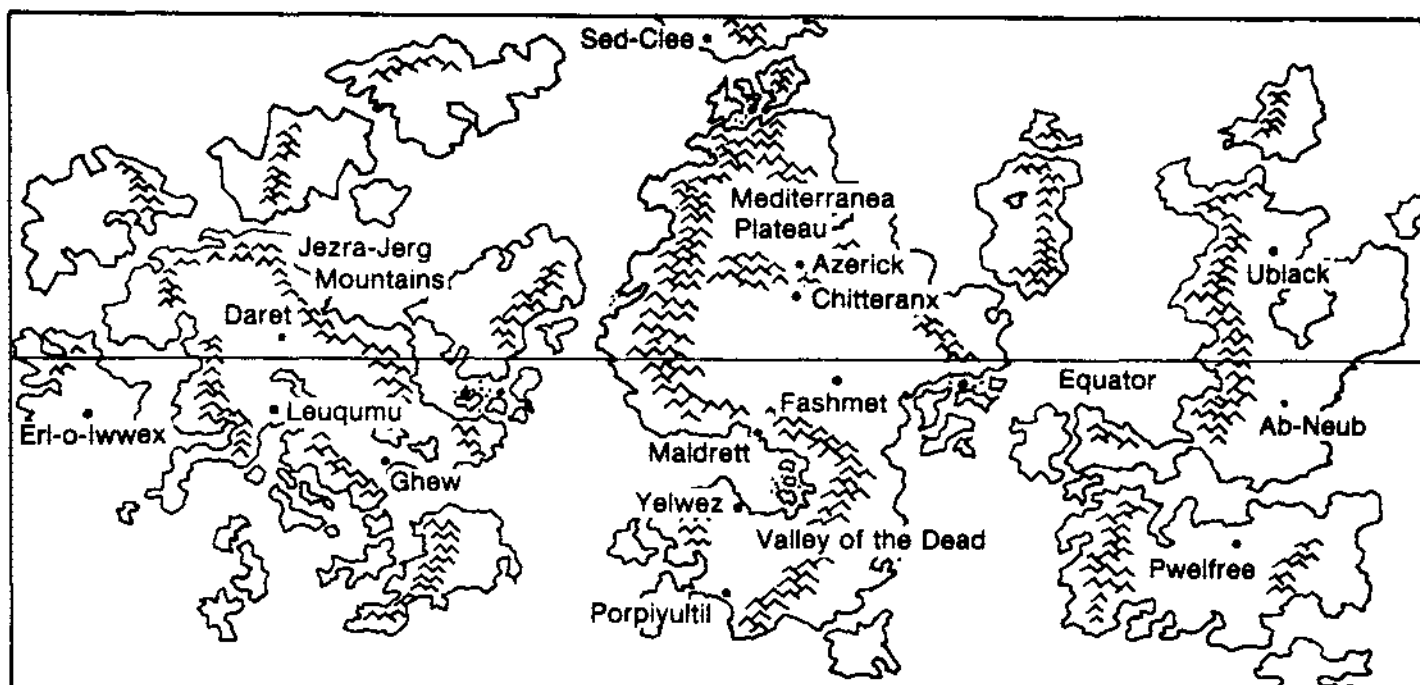 Sed-Clee
Mediterranea
Plateau
Jezra-Jerg
Mountains
Azerick
Ublack
Chitteranx
Daret
Equator
Fashmet
Leuqumu
Erl-o-Iwwex
Ab-Neub
Maldrett
Ghew
Yelwez
Valley of the Dead
Pwelfree
Porpiyultil